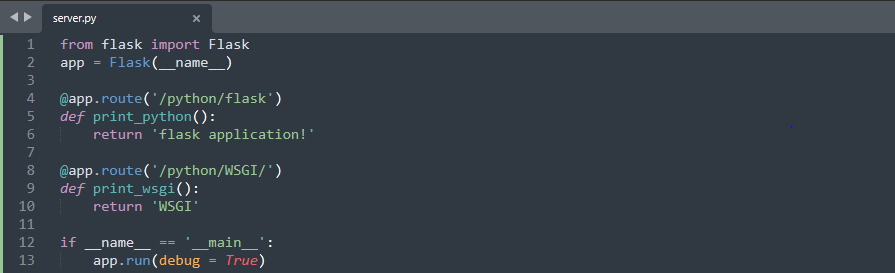 server.py ×
1 from flask import Flask
2 app = Flask(__name__)
3
4 @app.route('/python/flask')
5 def print_python():
6     return 'flask application!'
7
8 @app.route('/python/WSGI/')
9 def print_wsgi():
10     return 'WSGI'
11
12 if __name__ == '__main__':
13     app.run(debug = True)